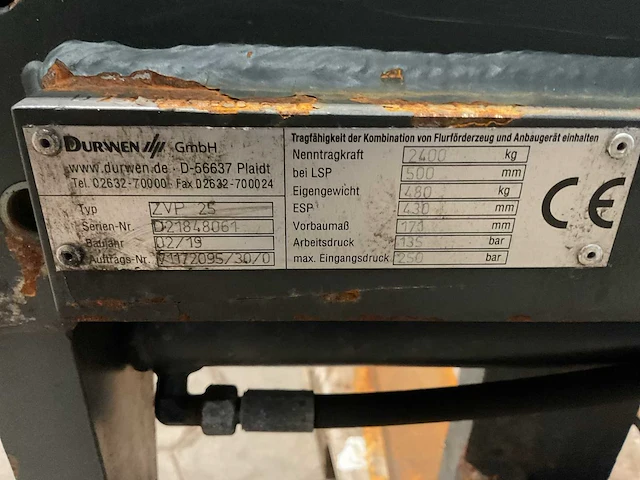 DURWEN GmbH
www.durwen.de · D-56637 Plaidt
Tel. 02632-70000 Fax 02632-700024
Typ ZVP 25
Serien-Nr. D21848061
Baujahr 02/19
Auftrags-Nr. 71172095/30/0
Tragfähigkeit der Kombination von Flurförderzeug und Anbaugerät einhalten
Nenntragkraft 2400 kg
bei LSP 500 mm
Eigengewicht 480 kg
ESP 430 mm
Vorbaumaß 171 mm
Arbeitsdruck 135 bar
max. Eingangsdruck 250 bar
CE